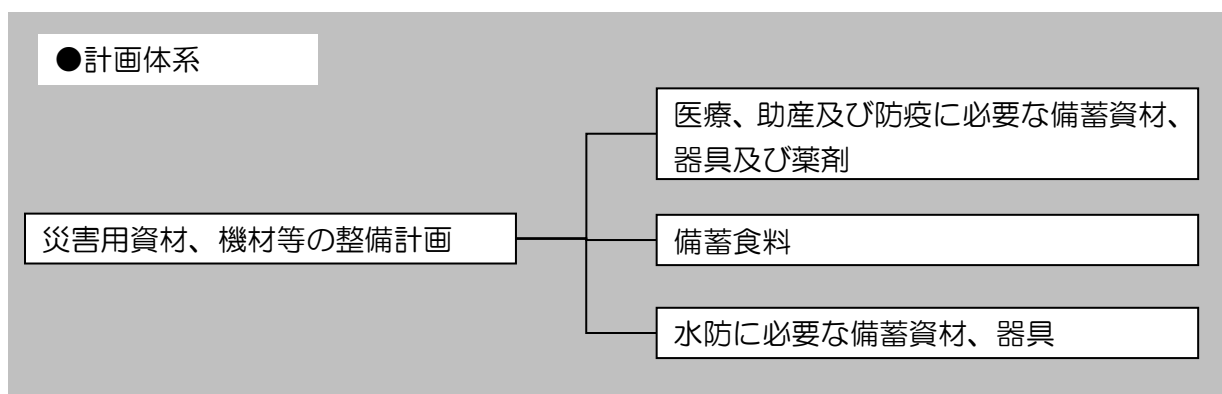 ●計画体系
医療、助産及び防疫に必要な備蓄資材、
器具及び薬剤
災害用資材、機材等の整備計画
備蓄食料
水防に必要な備蓄資材、器具